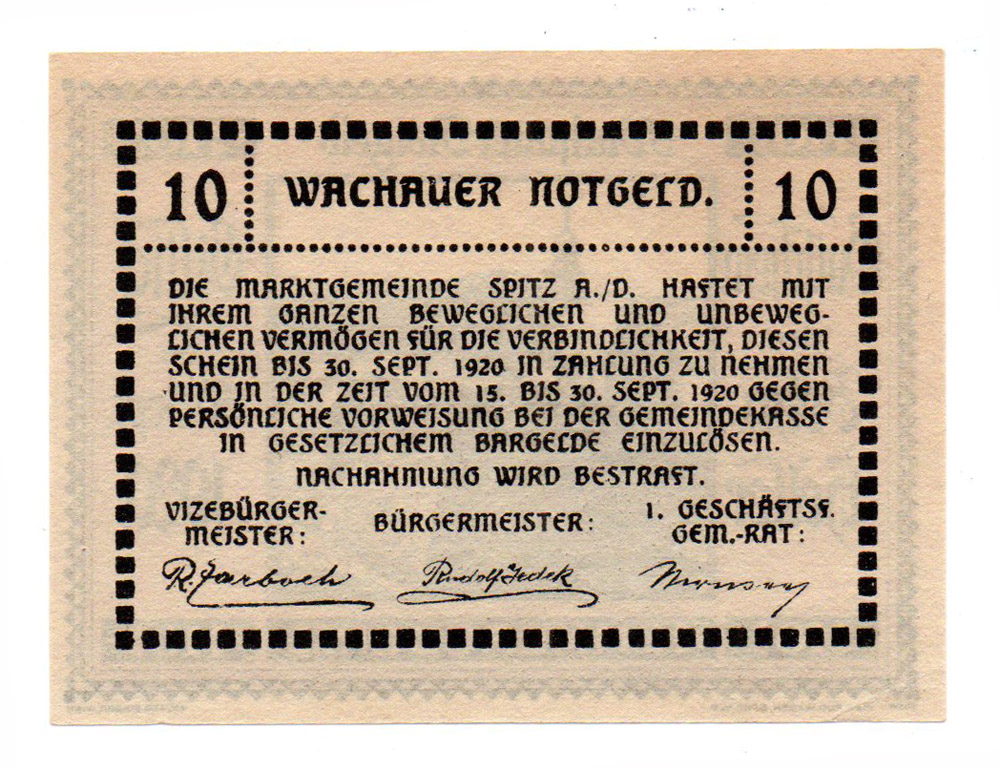 10 WACHAUER NOTGELD. 10
DIE MARKTGEMEINDE SPITZ A./D. HAFTET MIT
IHREM GANZEN BEWEGLICHEN UND UNBEWEG-
LICHEN VERMÖGEN FÜR DIE VERBINDLICHKEIT, DIESEN
SCHEIN BIS 30. SEPT. 1920 IN ZAHLUNG ZU NEHMEN
UND IN DER ZEIT VOM 15. BIS 30. SEPT. 1920 GEGEN
PERSÖNLICHE VORWEISUNG BEI DER GEMEINDEKASSE
IN GESETZLICHEM BARGELDE EINZULÖSEN.
NACHAHMUNG WIRD BESTRAFT.
VIZEBÜRGER-
MEISTER:
BÜRGERMEISTER:
1. GESCHÄFTSF.
GEM.-RAT:
R.
Rudolf